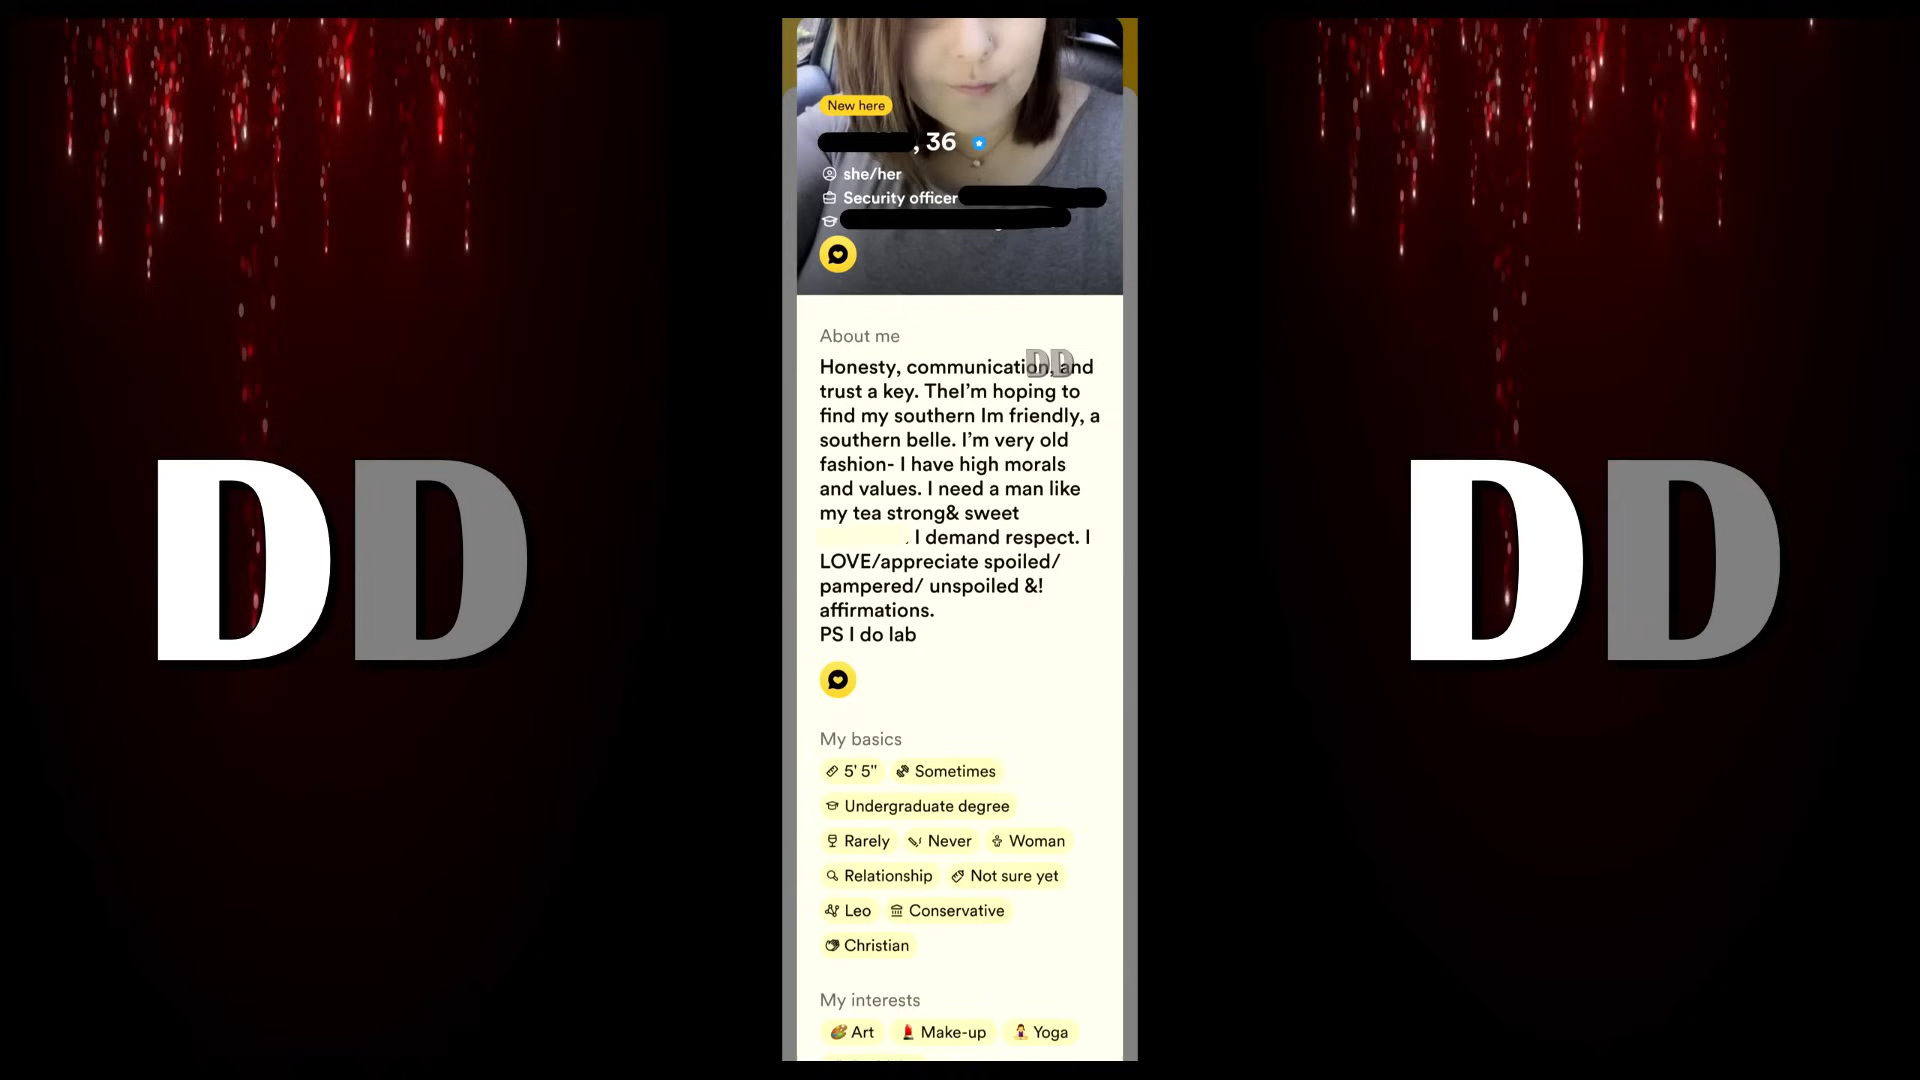 New here
, 36
she/her
Security officer
About me
Honesty, communication, and
trust a key. TheI’m hoping to
find my southern Im friendly, a
southern belle. I’m very old
fashion- I have high morals
and values. I need a man like
my tea strong& sweet
. I demand respect. I
LOVE/appreciate spoiled/
pampered/ unspoiled &!
affirmations.
PS I do lab
My basics
5' 5" Sometimes
Undergraduate degree
Rarely Never Woman
Relationship Not sure yet
Leo Conservative
Christian
My interests
Art Make-up Yoga
DD
DD
DD